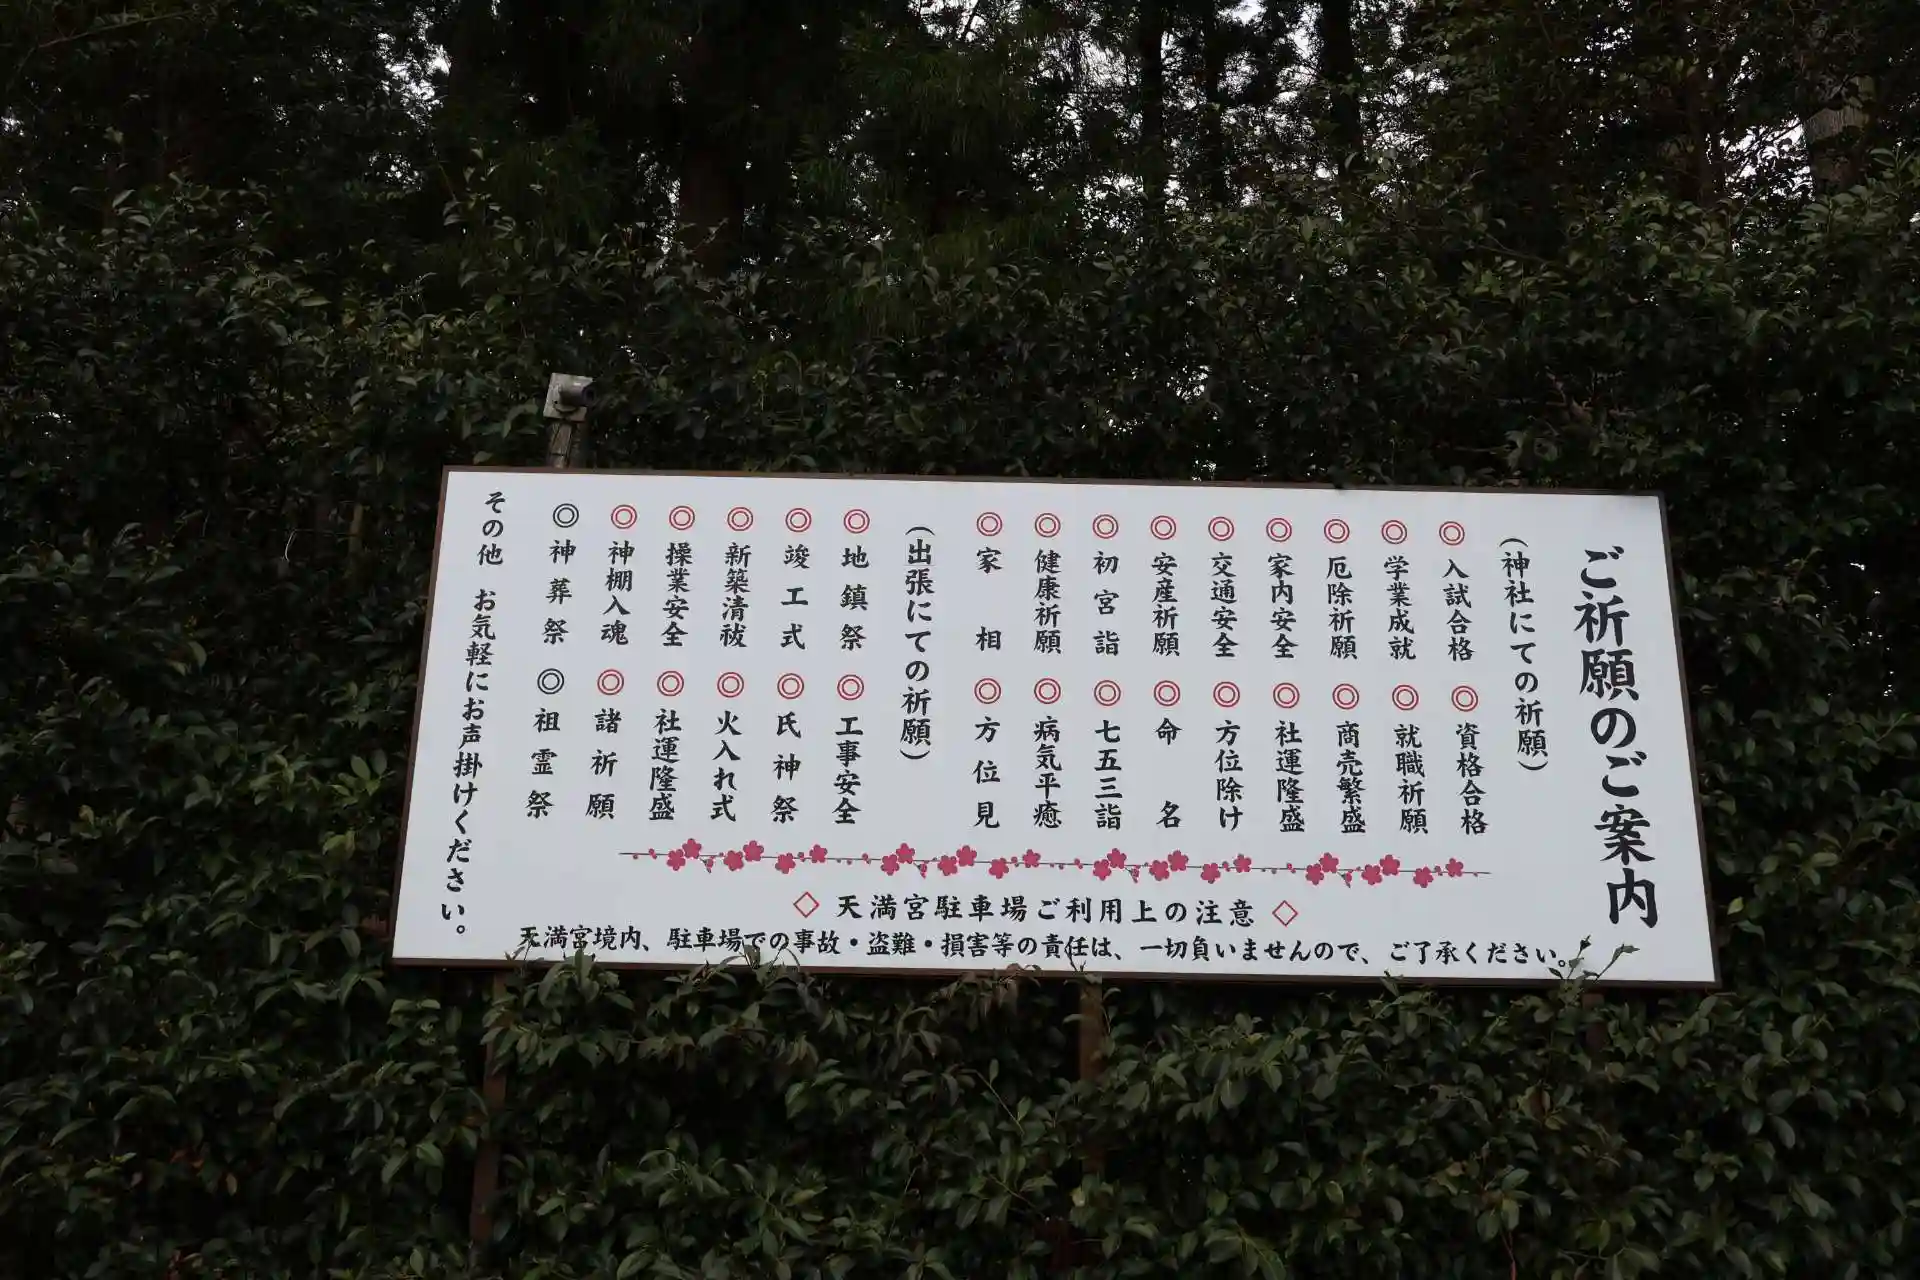 ご祈願のご案内
(神社にての祈願)
◎入試合格
◎資格合格
◎学業成就
◎就職祈願
◎厄除祈願
◎商売繁盛
◎家内安全
◎社運隆盛
◎交通安全
◎方位除け
◎安産祈願
◎命名
◎初宮詣
◎七五三詣
◎健康祈願
◎病気平癒
◎家相
◎方位見
(出張にての祈願)
◎地鎮祭
◎工事安全
◎竣工式
◎氏神祭
◎新築清祓
◎火入れ式
◎操業安全
◎社運隆盛
◎神棚入魂
◎諸祈願
◎神葬祭
◎祖霊祭
その他 お気軽にお声掛けください。
◇天満宮駐車場ご利用上の注意◇
天満宮境内、駐車場での事故・盗難・損害等の責任は、一切負いませんので、ご了承ください。